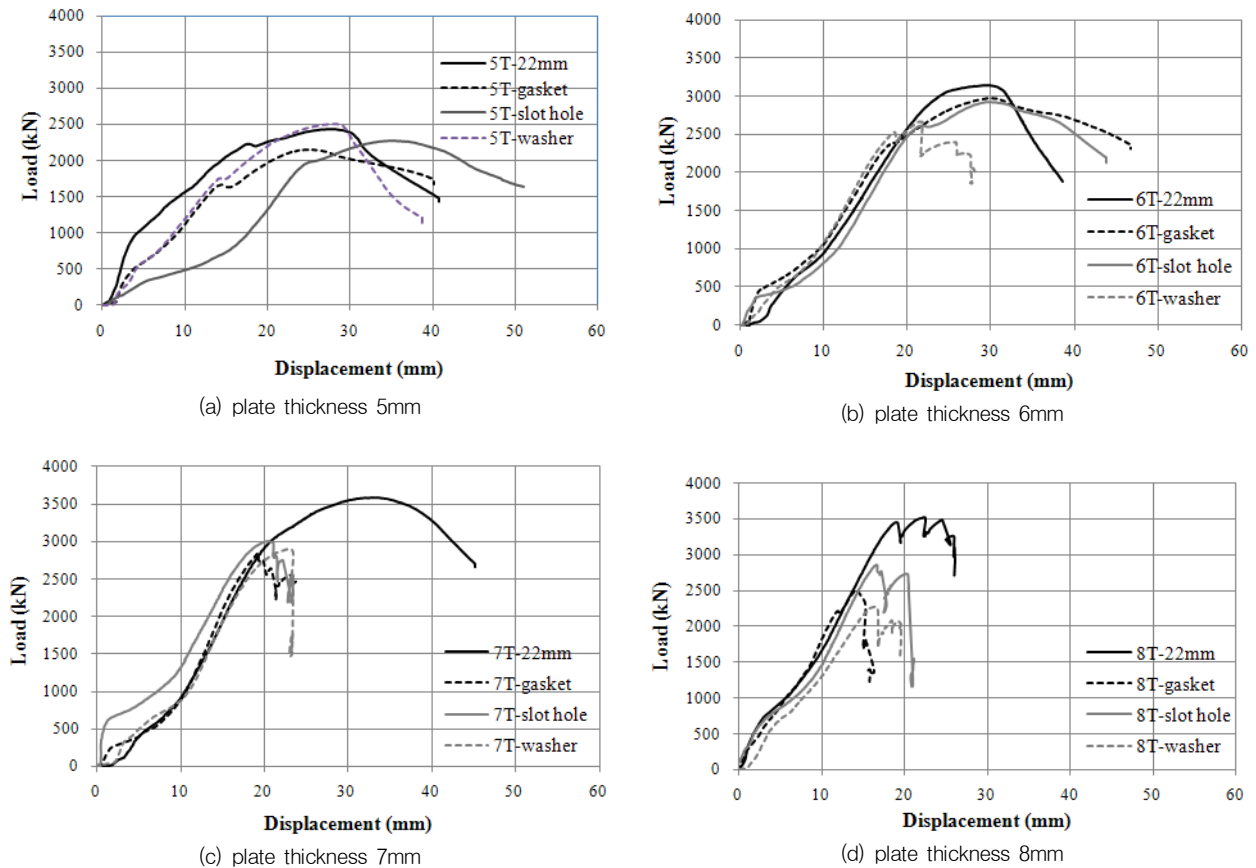 4000
3500
3000
2500
2000
1500
1000
500
0
Load (kN)
5T-22mm
5T-gasket
5T-slot hole
5T-washer
0 10 20 30 40 50 60
Displacement (mm)
(a) plate thickness 5mm
4000
3500
3000
2500
2000
1500
1000
500
0
Load (kN)
6T-22mm
6T-gasket
6T-slot hole
6T-washer
0 10 20 30 40 50 60
Displacement (mm)
(b) plate thickness 6mm
4000
3500
3000
2500
2000
1500
1000
500
0
Load (kN)
7T-22mm
7T-gasket
7T-slot hole
7T-washer
0 10 20 30 40 50 60
Displacement (mm)
(c) plate thickness 7mm
4000
3500
3000
2500
2000
1500
1000
500
0
Load (kN)
8T-22mm
8T-gasket
8T-slot hole
8T-washer
0 10 20 30 40 50 60
Displacement (mm)
(d) plate thickness 8mm